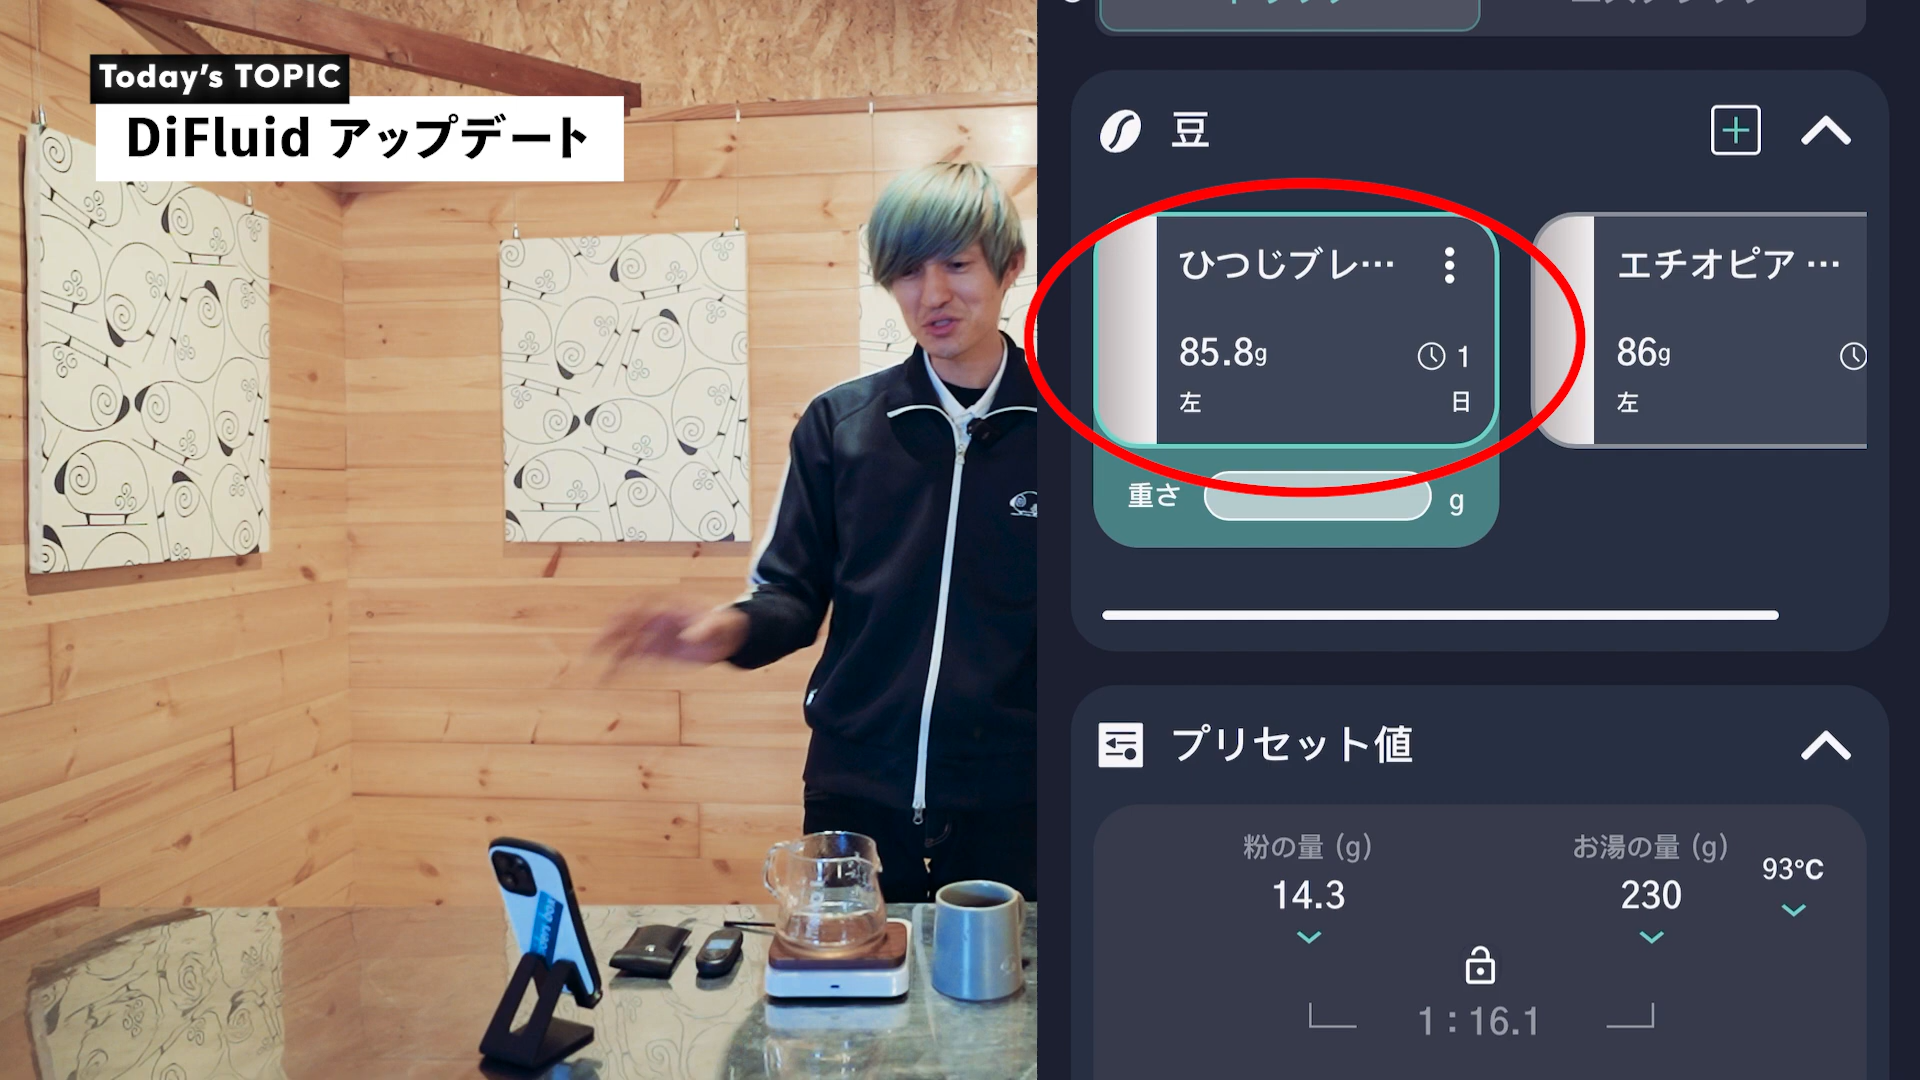 Today's TOPIC
DiFluid アップデート
豆
ひつじブレ…
85.8g
1
左
日
エチオピア …
86g
左
重さ
g
プリセット値
粉の量 (g)
お湯の量 (g)
93°C
14.3
230
1:16.1